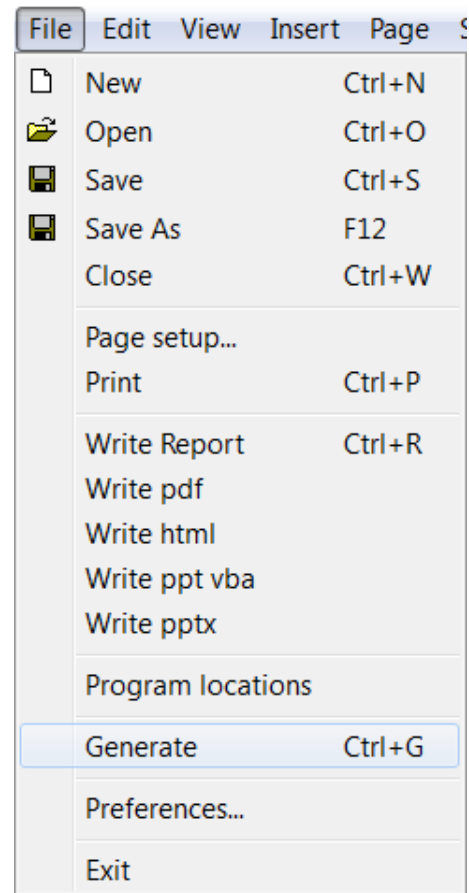 File Edit View Insert Page
New Ctrl+N
Open Ctrl+O
Save Ctrl+S
Save As F12
Close Ctrl+W
Page setup...
Print Ctrl+P
Write Report Ctrl+R
Write pdf
Write html
Write ppt vba
Write pptx
Program locations
Generate Ctrl+G
Preferences...
Exit